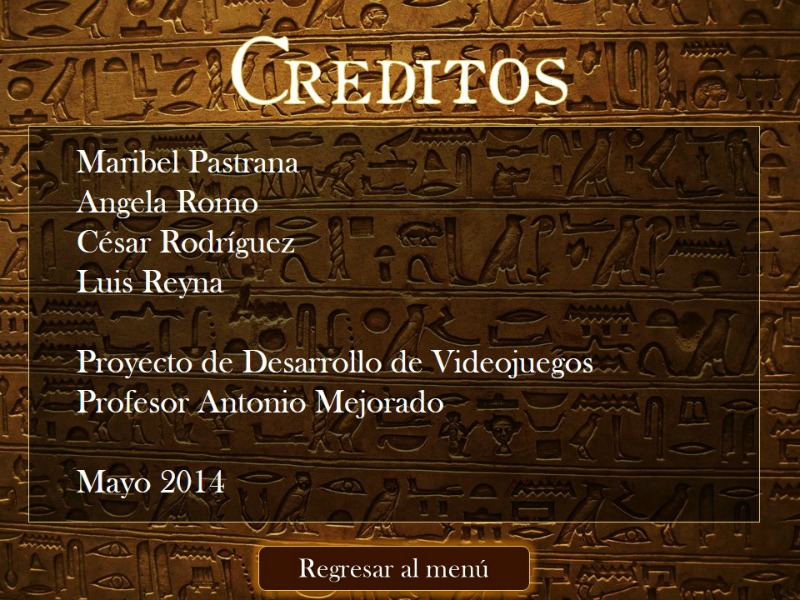 CREDITOS
Maribel Pastrana
Angela Romo
César Rodríguez
Luis Reyna
Proyecto de Desarrollo de Videojuegos
Profesor Antonio Mejorado
Mayo 2014
Regresar al menú